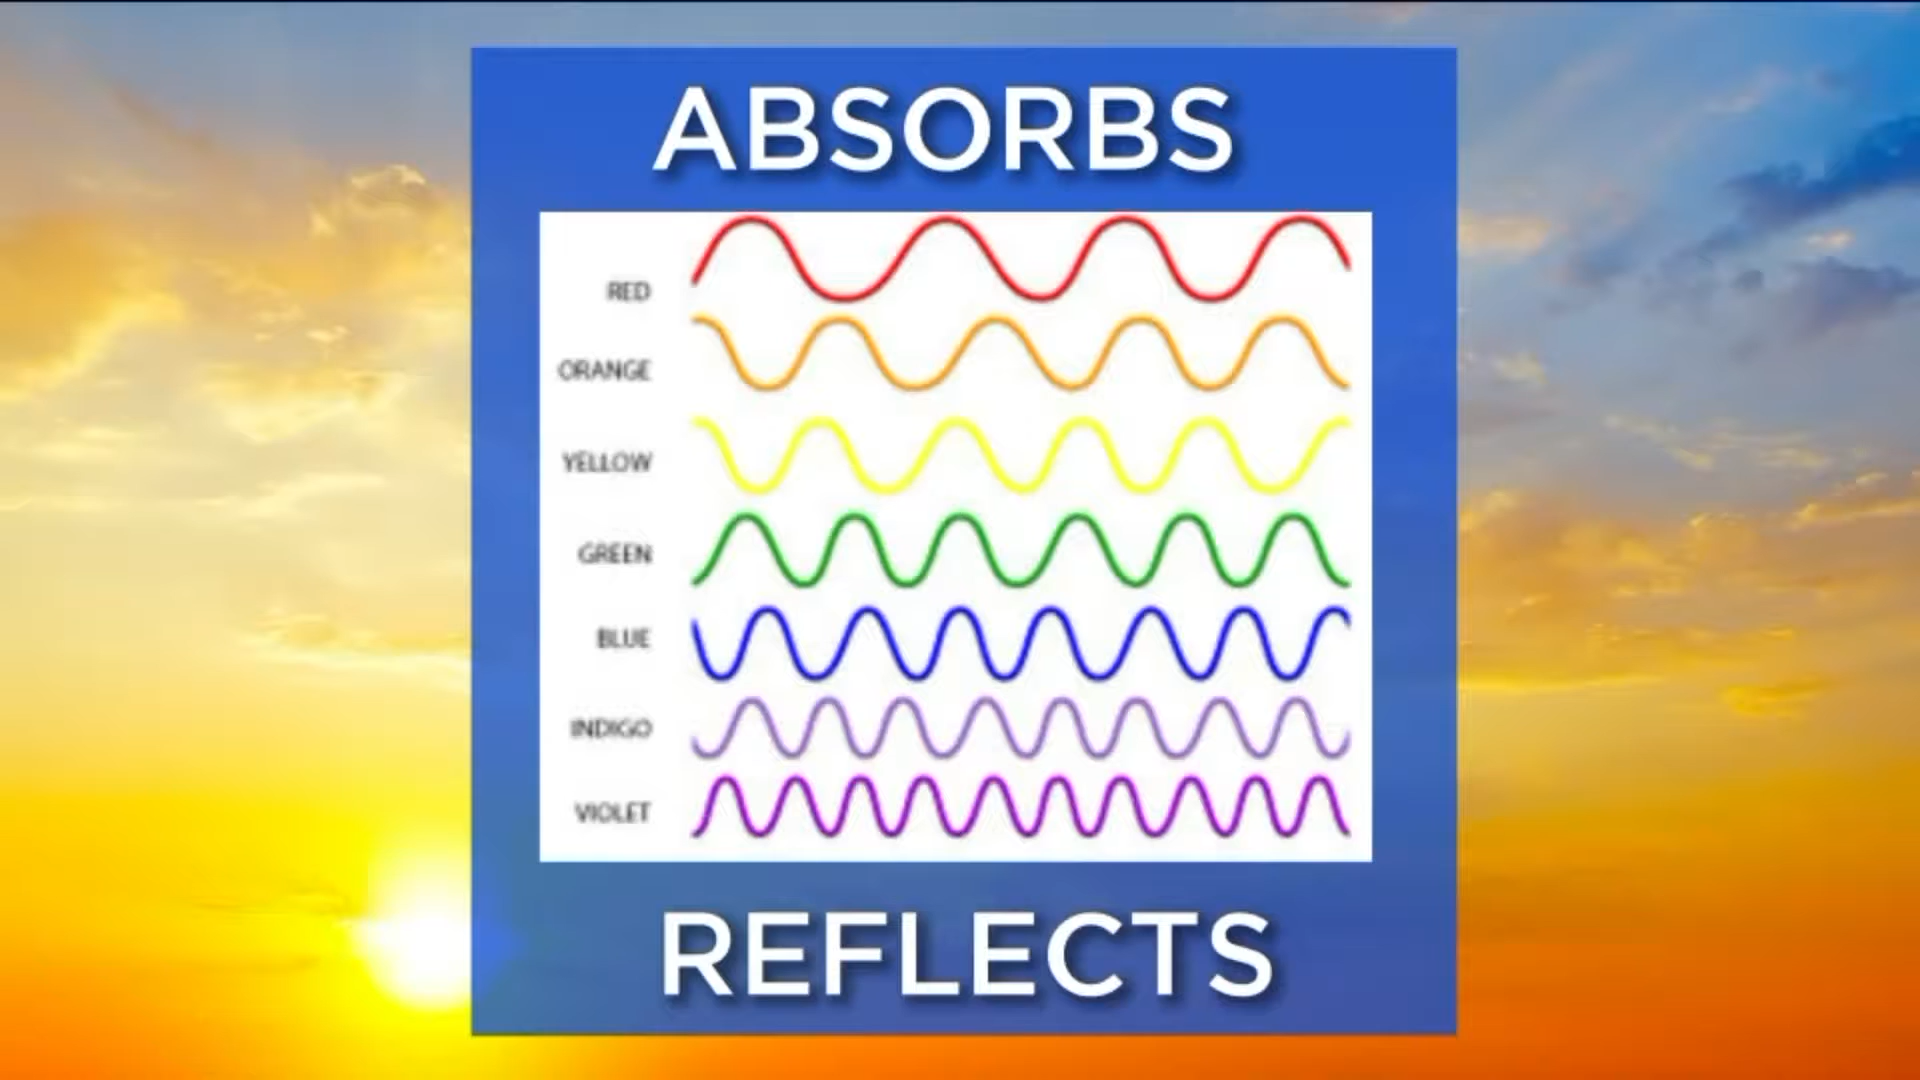 ABSORBS
RED
ORANGE
YELLOW
GREEN
BLUE
INDIGO
VIOLET
REFLECTS